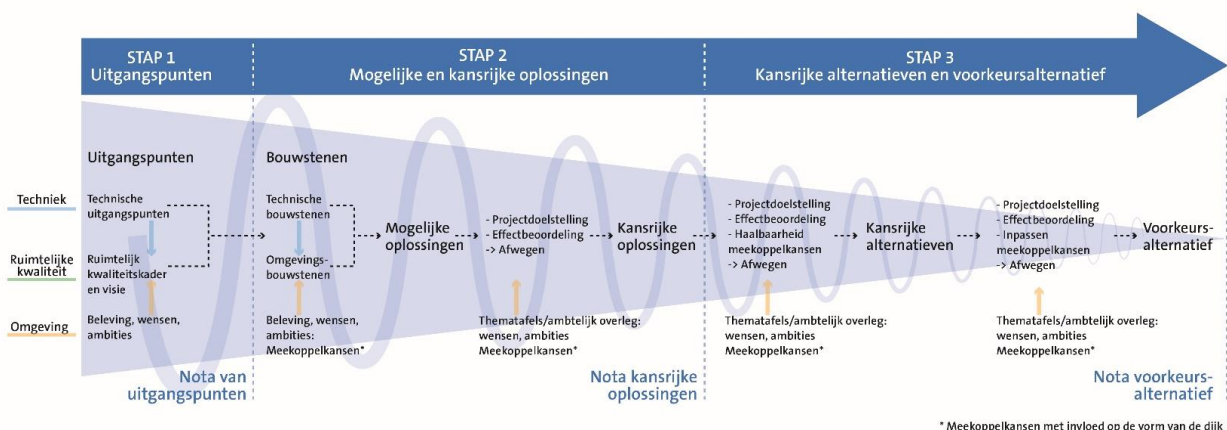 STAP 1
Uitgangspunten
STAP 2
Mogelijke en kansrijke oplossingen
STAP 3
Kansrijke alternatieven en voorkeursalternatief
Techniek
Ruimtelijke
kwaliteit
Omgeving
Uitgangspunten
Technische
uitgangspunten
Ruimtelijk
kwaliteitskader
en visie
Beleving, wensen,
ambities
Nota van
uitgangspunten
Bouwstenen
Technische
bouwstenen
Omgevings-
bouwstenen
Beleving, wensen,
ambities:
Meekoppelkansen*
Mogelijke
oplossingen
- Projectdoelstelling
- Effectbeoordeling
-> Afwegen
Thematafels/ambtelijk overleg:
wensen, ambities
Meekoppelkansen*
Kansrijke
oplossingen
Nota kansrijke
oplossingen
- Projectdoelstelling
- Effectbeoordeling
- Haalbaarheid
meekoppelkansen
-> Afwegen
Thematafels/ambtelijk overleg:
wensen, ambities
Meekoppelkansen*
Kansrijke
alternatieven
- Projectdoelstelling
- Effectbeoordeling
- Inpassen
meekoppelkansen
-> Afwegen
Thematafels/ambtelijk overleg:
wensen, ambities
Meekoppelkansen*
Voorkeurs-
alternatief
Nota voorkeurs-
alternatief
* Meekoppelkansen met invloed op de vorm van de dijk